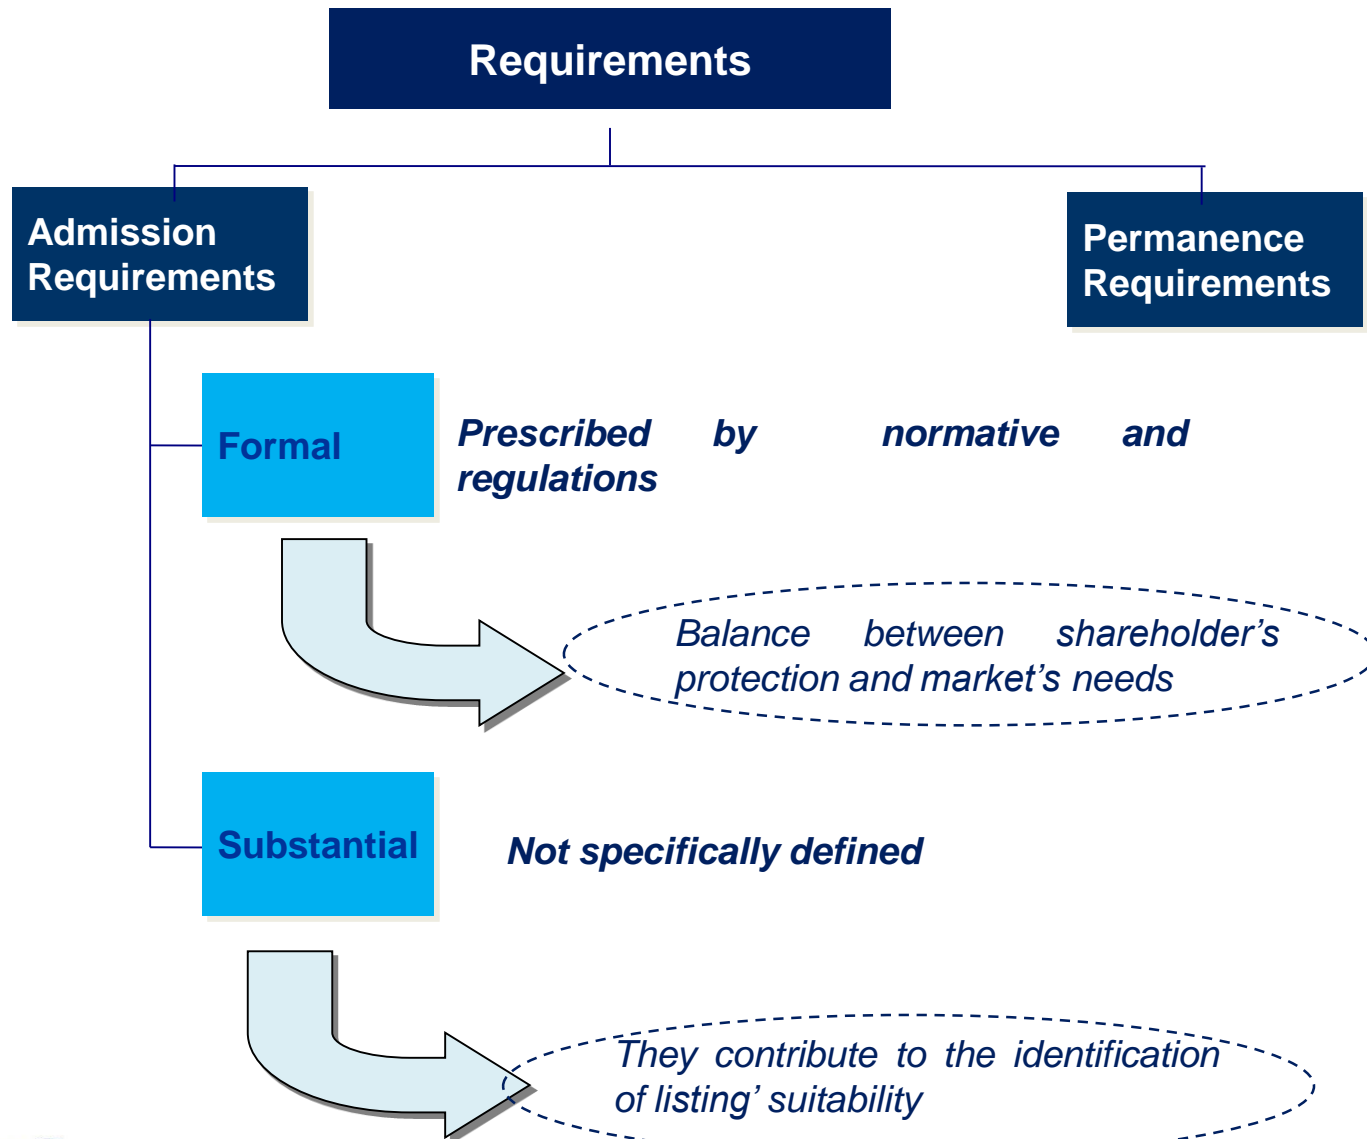 Requirements
Admission
Requirements
Permanence
Requirements
Formal
Prescribed by normative and
regulations
Balance between shareholder’s
protection and market’s needs
Substantial
Not specifically defined
They contribute to the identification
of listing’ suitability